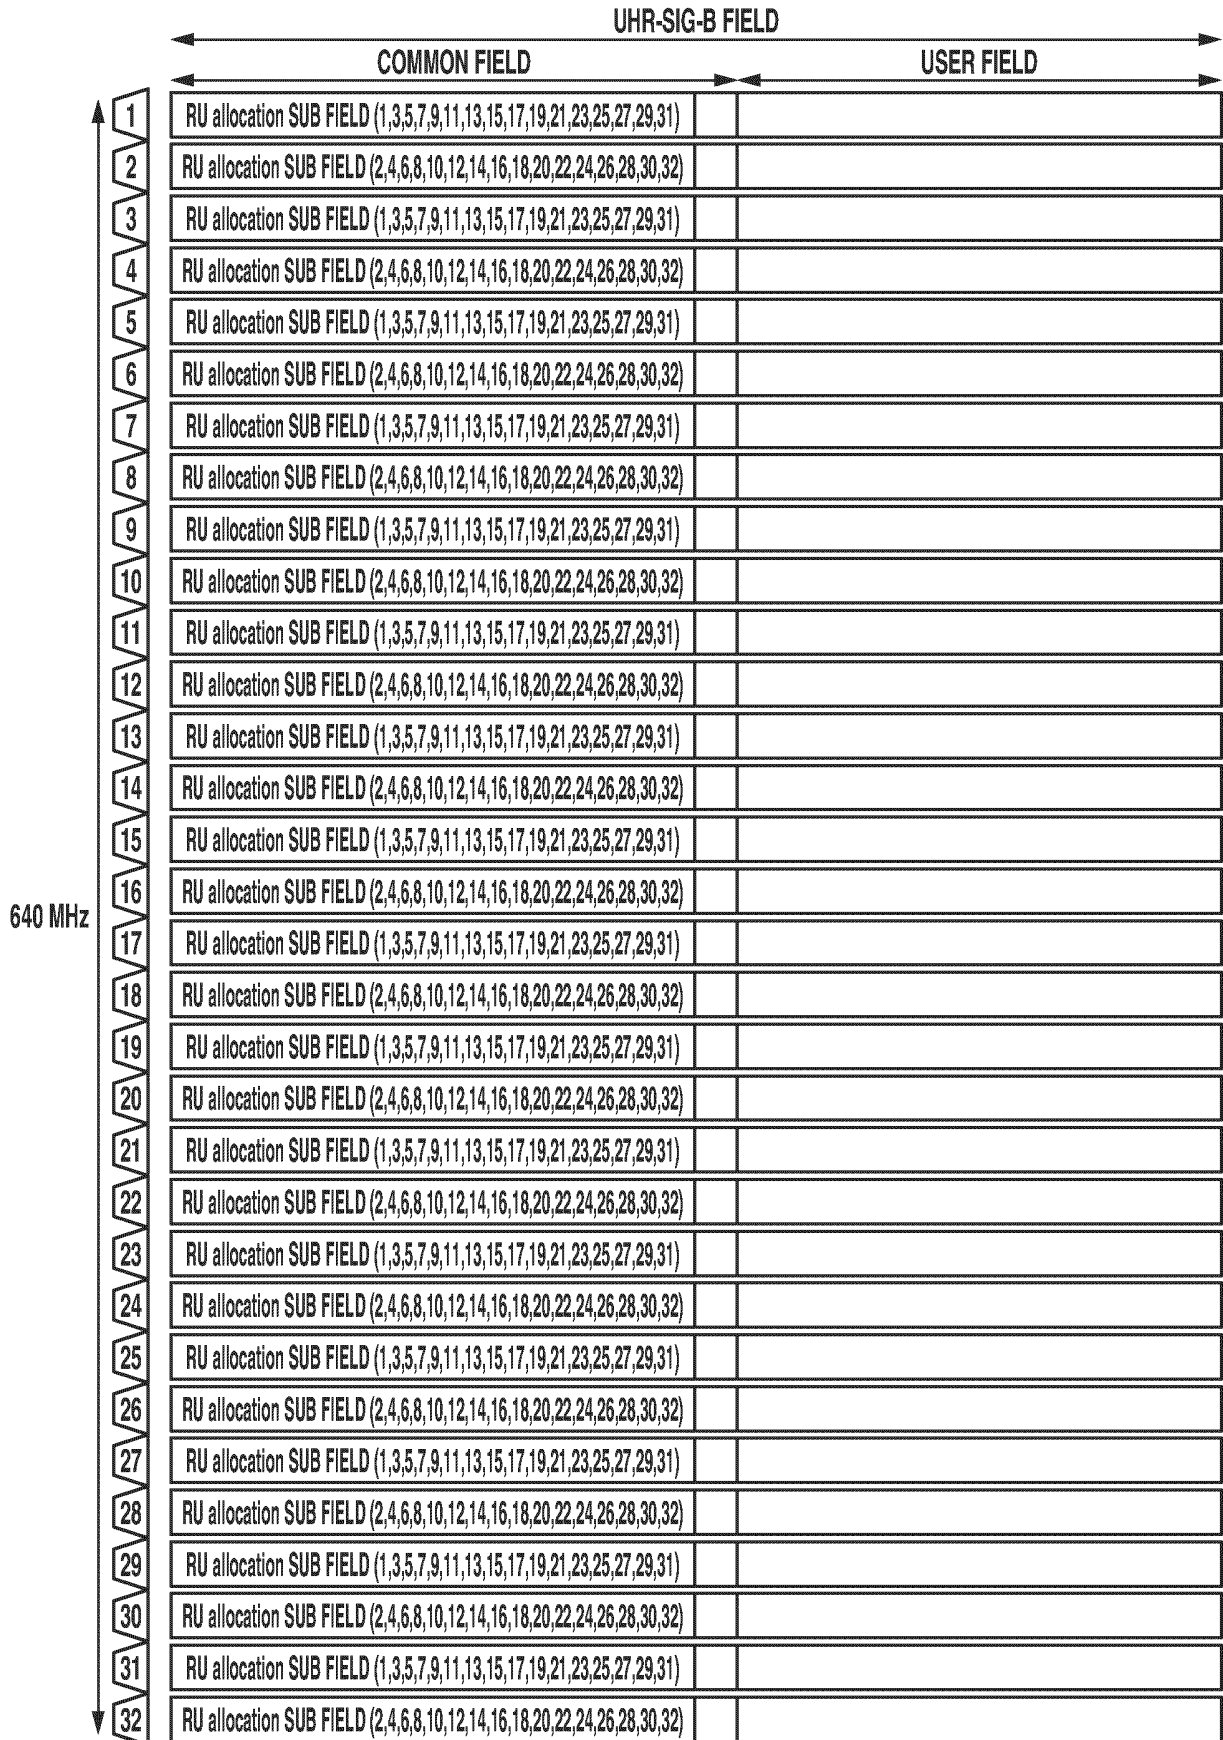 UHR-SIG-B FIELD
COMMON FIELD USER FIELD
1 RU allocation SUB FIELD (1,3,5,7,9,11,13,15,17,19,21,23,25,27,29,31)
2 RU allocation SUB FIELD (2,4,6,8,10,12,14,16,18,20,22,24,26,28,30,32)
3 RU allocation SUB FIELD (1,3,5,7,9,11,13,15,17,19,21,23,25,27,29,31)
4 RU allocation SUB FIELD (2,4,6,8,10,12,14,16,18,20,22,24,26,28,30,32)
5 RU allocation SUB FIELD (1,3,5,7,9,11,13,15,17,19,21,23,25,27,29,31)
6 RU allocation SUB FIELD (2,4,6,8,10,12,14,16,18,20,22,24,26,28,30,32)
7 RU allocation SUB FIELD (1,3,5,7,9,11,13,15,17,19,21,23,25,27,29,31)
8 RU allocation SUB FIELD (2,4,6,8,10,12,14,16,18,20,22,24,26,28,30,32)
9 RU allocation SUB FIELD (1,3,5,7,9,11,13,15,17,19,21,23,25,27,29,31)
10 RU allocation SUB FIELD (2,4,6,8,10,12,14,16,18,20,22,24,26,28,30,32)
11 RU allocation SUB FIELD (1,3,5,7,9,11,13,15,17,19,21,23,25,27,29,31)
12 RU allocation SUB FIELD (2,4,6,8,10,12,14,16,18,20,22,24,26,28,30,32)
13 RU allocation SUB FIELD (1,3,5,7,9,11,13,15,17,19,21,23,25,27,29,31)
14 RU allocation SUB FIELD (2,4,6,8,10,12,14,16,18,20,22,24,26,28,30,32)
15 RU allocation SUB FIELD (1,3,5,7,9,11,13,15,17,19,21,23,25,27,29,31)
16 RU allocation SUB FIELD (2,4,6,8,10,12,14,16,18,20,22,24,26,28,30,32)
640 MHz
17 RU allocation SUB FIELD (1,3,5,7,9,11,13,15,17,19,21,23,25,27,29,31)
18 RU allocation SUB FIELD (2,4,6,8,10,12,14,16,18,20,22,24,26,28,30,32)
19 RU allocation SUB FIELD (1,3,5,7,9,11,13,15,17,19,21,23,25,27,29,31)
20 RU allocation SUB FIELD (2,4,6,8,10,12,14,16,18,20,22,24,26,28,30,32)
21 RU allocation SUB FIELD (1,3,5,7,9,11,13,15,17,19,21,23,25,27,29,31)
22 RU allocation SUB FIELD (2,4,6,8,10,12,14,16,18,20,22,24,26,28,30,32)
23 RU allocation SUB FIELD (1,3,5,7,9,11,13,15,17,19,21,23,25,27,29,31)
24 RU allocation SUB FIELD (2,4,6,8,10,12,14,16,18,20,22,24,26,28,30,32)
25 RU allocation SUB FIELD (1,3,5,7,9,11,13,15,17,19,21,23,25,27,29,31)
26 RU allocation SUB FIELD (2,4,6,8,10,12,14,16,18,20,22,24,26,28,30,32)
27 RU allocation SUB FIELD (1,3,5,7,9,11,13,15,17,19,21,23,25,27,29,31)
28 RU allocation SUB FIELD (2,4,6,8,10,12,14,16,18,20,22,24,26,28,30,32)
29 RU allocation SUB FIELD (1,3,5,7,9,11,13,15,17,19,21,23,25,27,29,31)
30 RU allocation SUB FIELD (2,4,6,8,10,12,14,16,18,20,22,24,26,28,30,32)
31 RU allocation SUB FIELD (1,3,5,7,9,11,13,15,17,19,21,23,25,27,29,31)
32 RU allocation SUB FIELD (2,4,6,8,10,12,14,16,18,20,22,24,26,28,30,32)